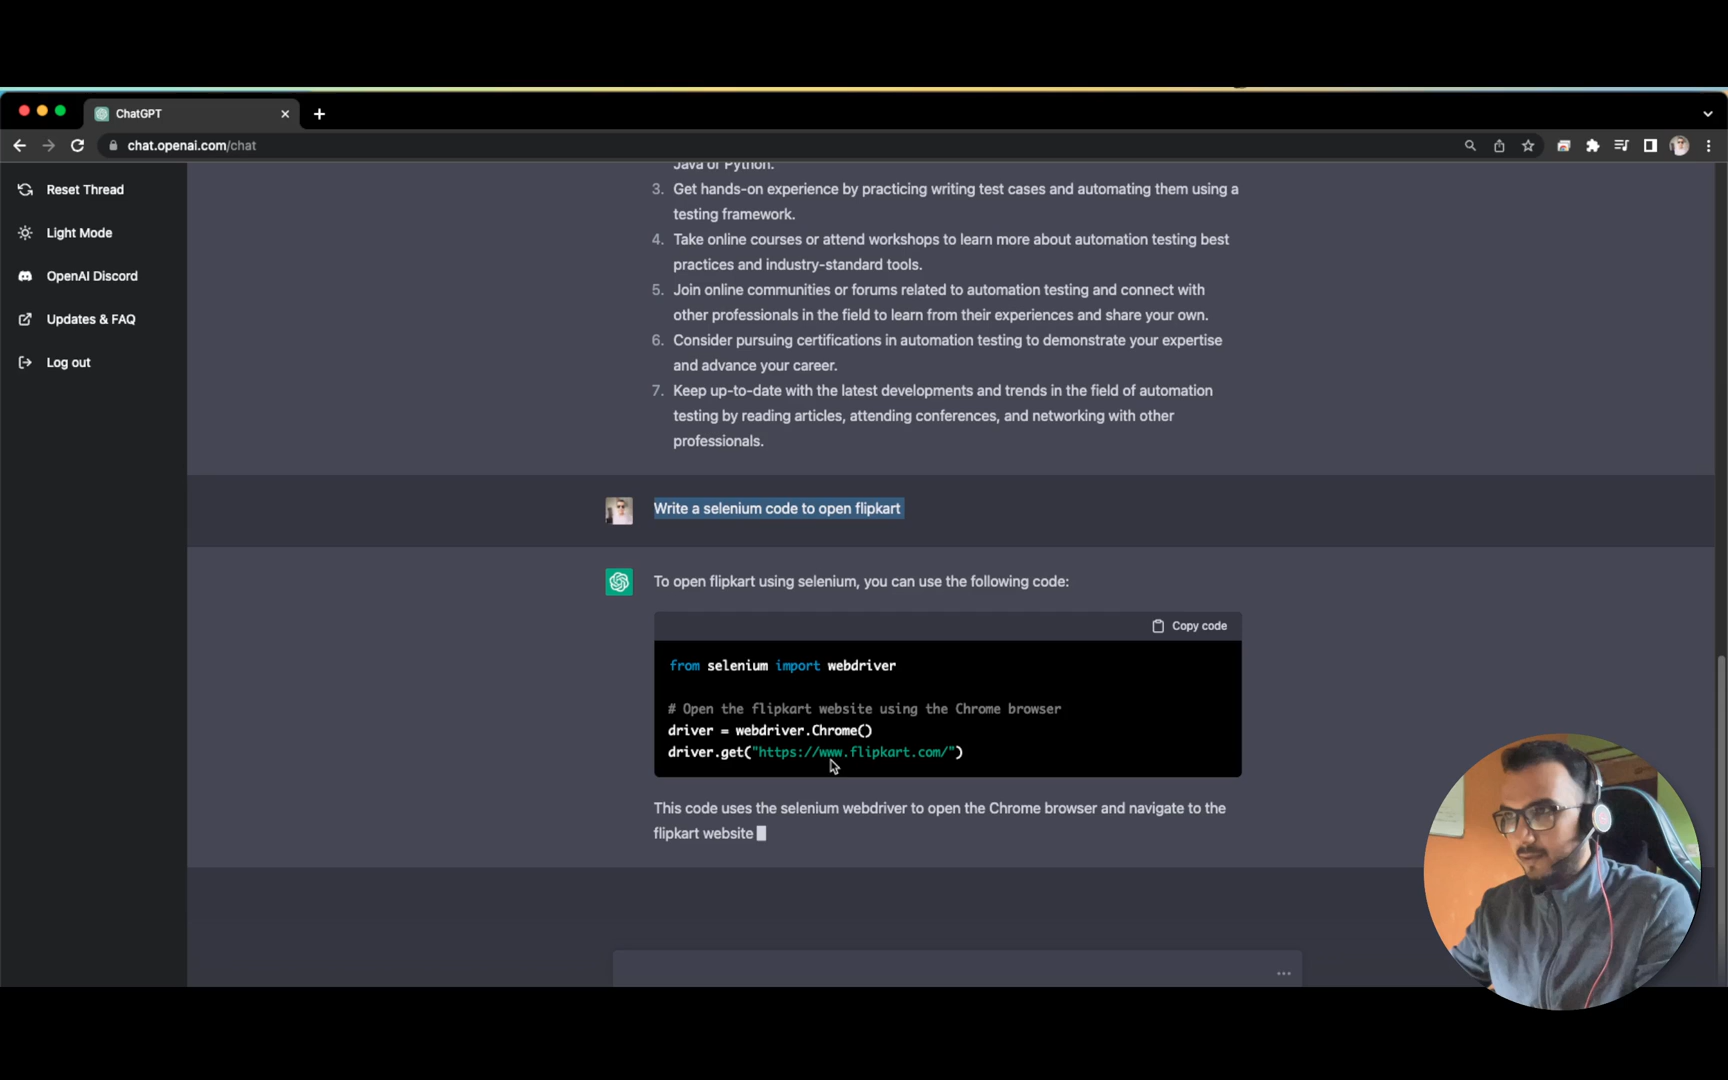 ChatGPT
chat.openai.com/chat
Reset Thread
Light Mode
OpenAI Discord
Updates & FAQ
Log out
Java or Python.
3. Get hands-on experience by practicing writing test cases and automating them using a
testing framework.
4. Take online courses or attend workshops to learn more about automation testing best
practices and industry-standard tools.
5. Join online communities or forums related to automation testing and connect with
other professionals in the field to learn from their experiences and share your own.
6. Consider pursuing certifications in automation testing to demonstrate your expertise
and advance your career.
7. Keep up-to-date with the latest developments and trends in the field of automation
testing by reading articles, attending conferences, and networking with other
professionals.
Write a selenium code to open flipkart
To open flipkart using selenium, you can use the following code:
Copy code
from selenium import webdriver
# Open the flipkart website using the Chrome browser
driver = webdriver.Chrome()
driver.get("https://www.flipkart.com/")
This code uses the selenium webdriver to open the Chrome browser and navigate to the
flipkart website